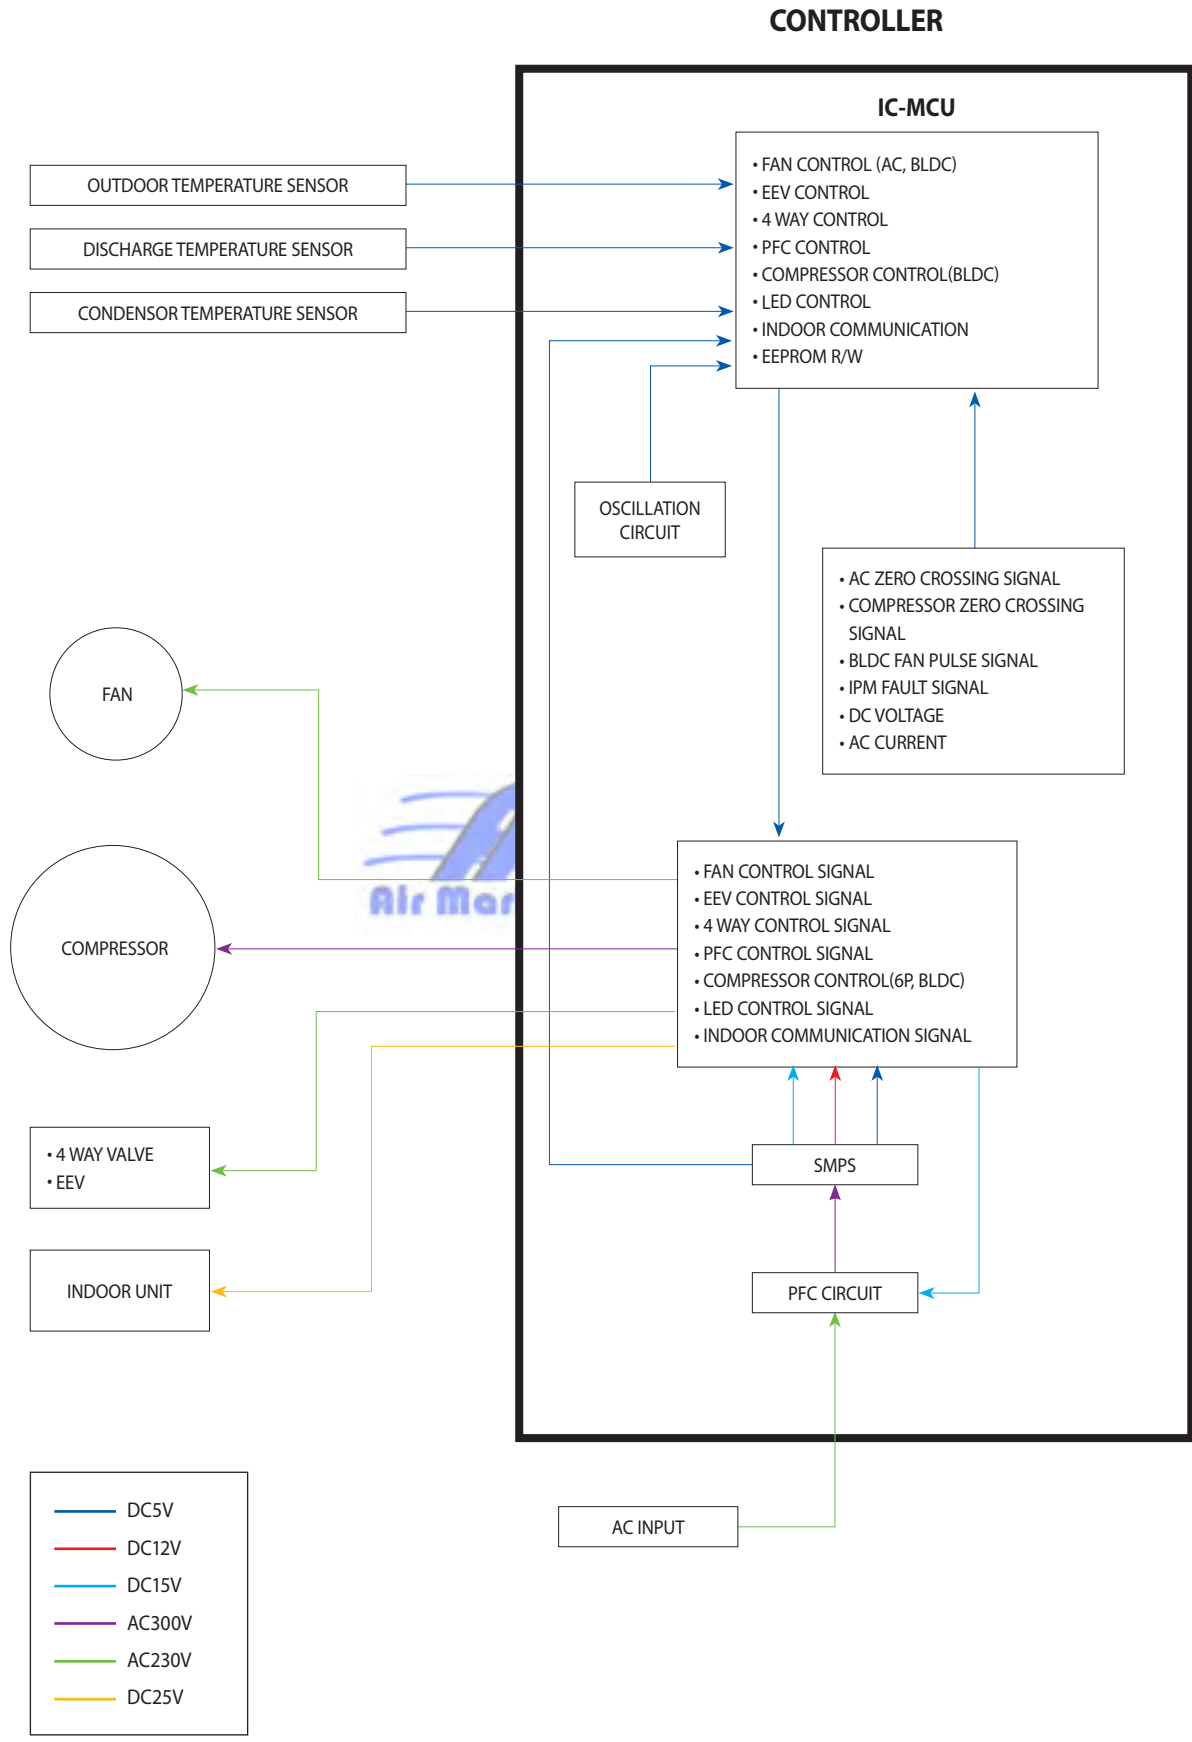 CONTROLLER
IC-MCU
• FAN CONTROL (AC, BLDC)
• EEV CONTROL
• 4 WAY CONTROL
• PFC CONTROL
• COMPRESSOR CONTROL(BLDC)
• LED CONTROL
• INDOOR COMMUNICATION
• EEPROM R/W
OUTDOOR TEMPERATURE SENSOR
DISCHARGE TEMPERATURE SENSOR
CONDENSOR TEMPERATURE SENSOR
OSCILLATION
CIRCUIT
• AC ZERO CROSSING SIGNAL
• COMPRESSOR ZERO CROSSING
SIGNAL
• BLDC FAN PULSE SIGNAL
• IPM FAULT SIGNAL
• DC VOLTAGE
• AC CURRENT
FAN
Air Mar
COMPRESSOR
• FAN CONTROL SIGNAL
• EEV CONTROL SIGNAL
• 4 WAY CONTROL SIGNAL
• PFC CONTROL SIGNAL
• COMPRESSOR CONTROL(6P, BLDC)
• LED CONTROL SIGNAL
• INDOOR COMMUNICATION SIGNAL
• 4 WAY VALVE
• EEV
SMPS
INDOOR UNIT
PFC CIRCUIT
AC INPUT
DC5V
DC12V
DC15V
AC300V
AC230V
DC25V